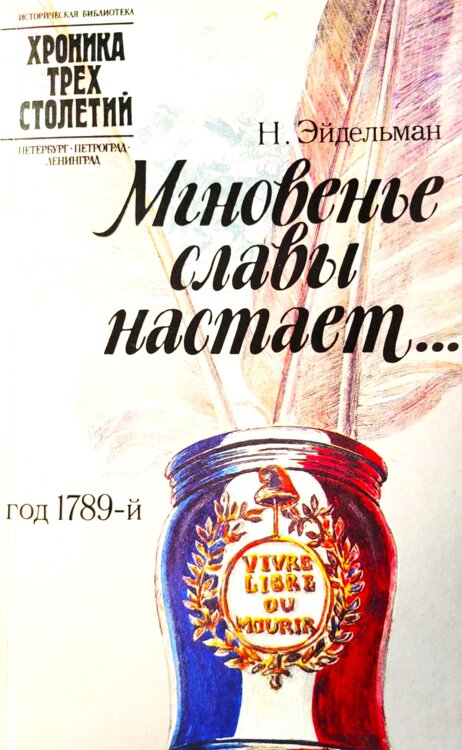 ИСТОРИЧЕСКАЯ БИБЛИОТЕКА
ХРОНИКА
ТРЕХ
СТОЛЕТИЙ
ПЕТЕРБУРГ · ПЕТРОГРАД ·
ЛЕНИНГРАД
Н. Эйдельман
Мгновенье
славы
настает...
год 1789-й
VIVRE
LIBRE
OU
MOURIR